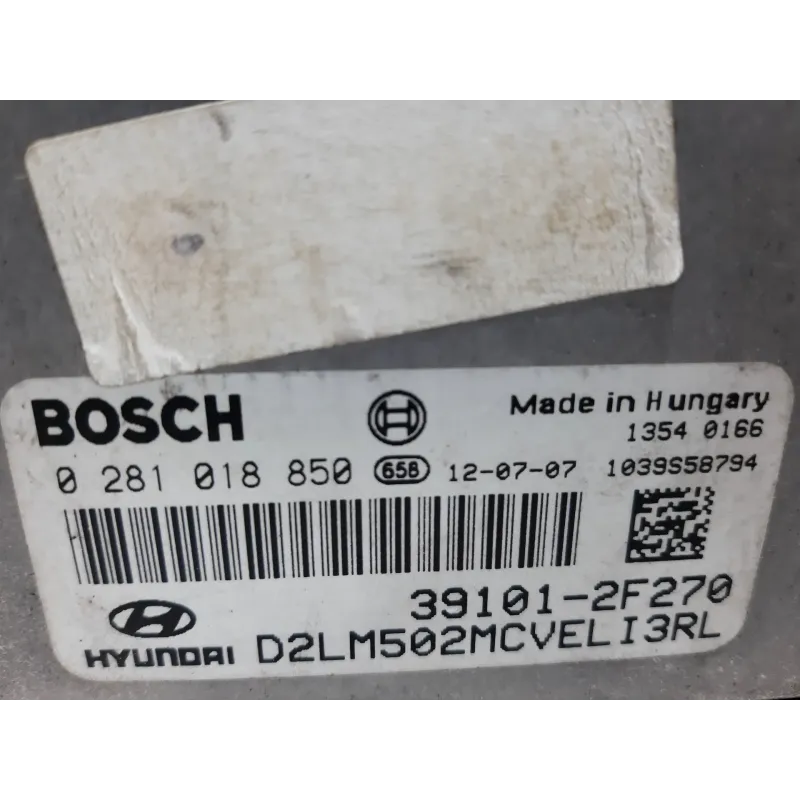 BOSCH Made in Hungary
1354 0166
0 281 018 850 658 12-07-07 1039S58794
39101-2F270
HYUNDAI D2LM502MCVELI3RL